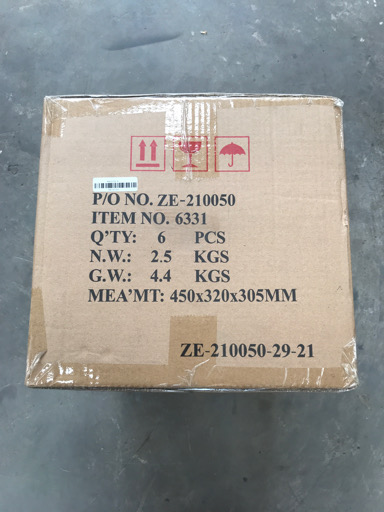 P/O NO. ZE-210050
ITEM NO. 6331
Q'TY: 6 PCS
N.W.: 2.5 KGS
G.W.: 4.4 KGS
MEA'MT: 450x320x305MM
ZE-210050-29-21